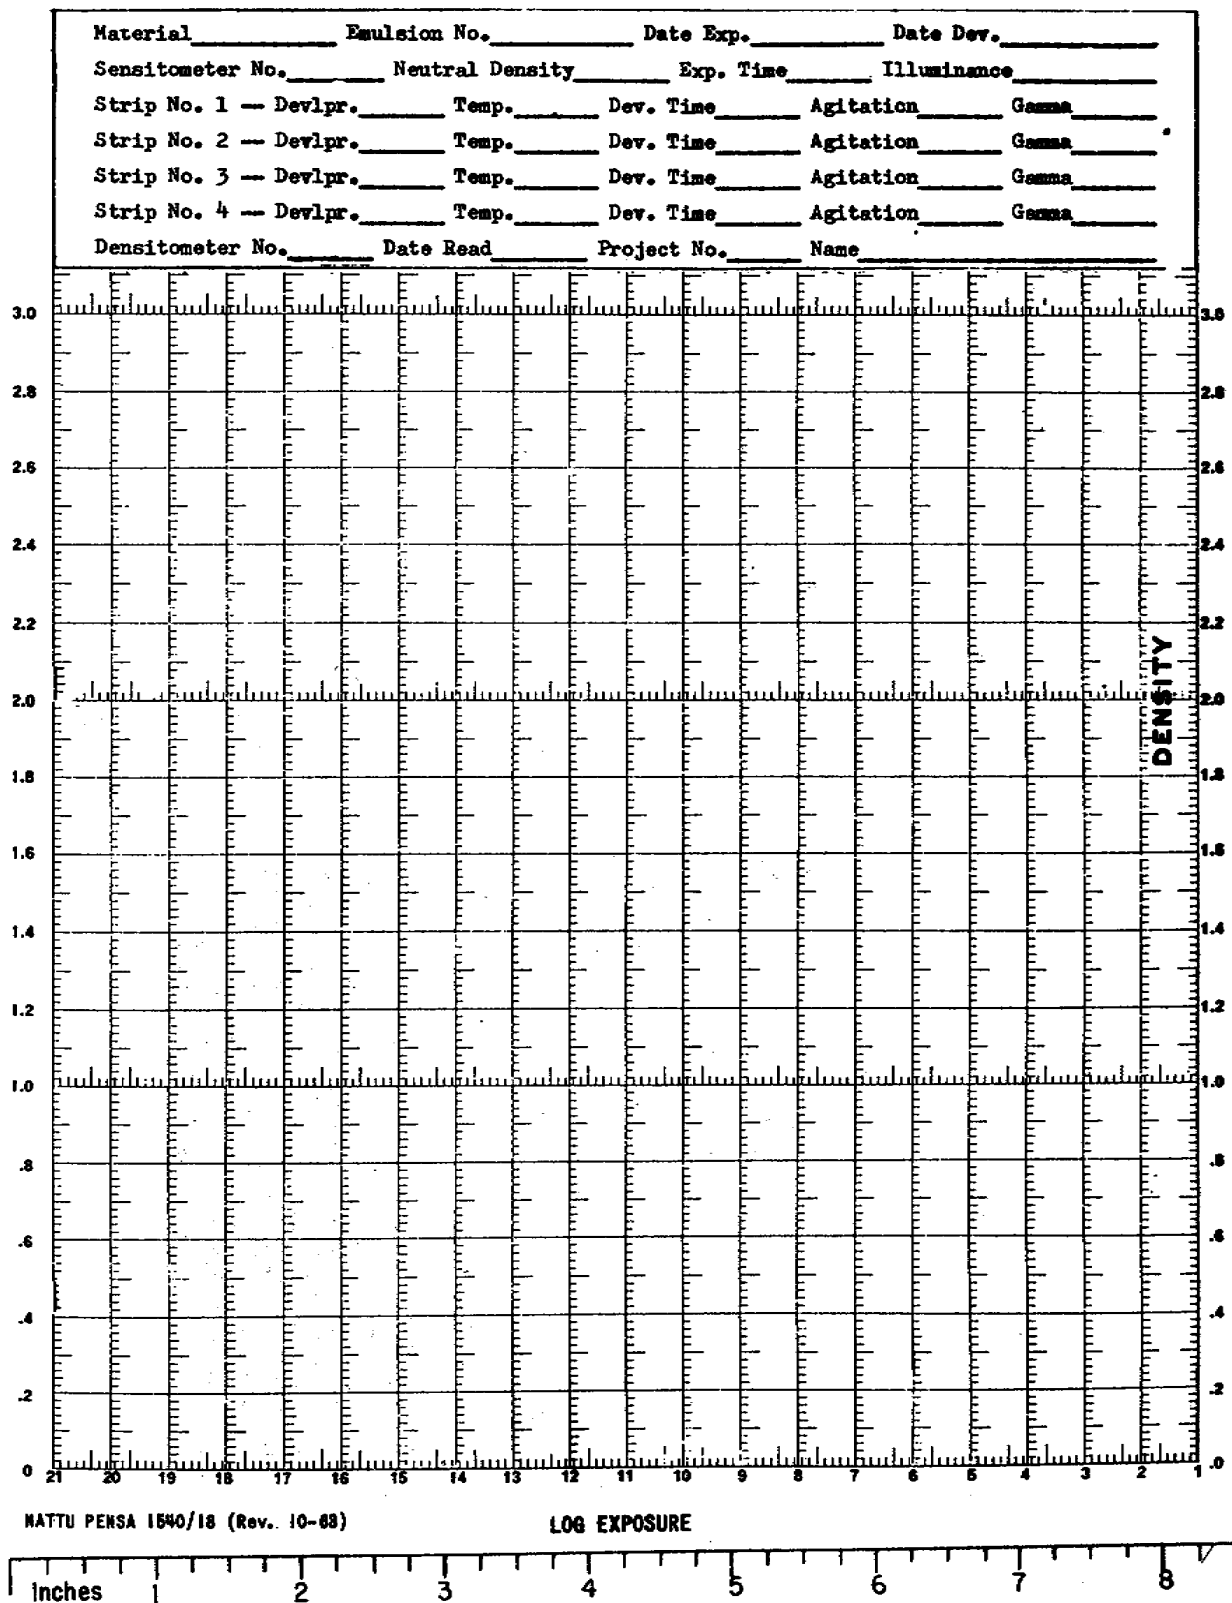 Material Emulsion No. Date Exp. Date Dev.
Sensitometer No. Neutral Density Exp. Time Illuminance
Strip No. 1 — Devlpr. Temp. Dev. Time Agitation Gamma
Strip No. 2 — Devlpr. Temp. Dev. Time Agitation Gamma
Strip No. 3 — Devlpr. Temp. Dev. Time Agitation Gamma
Strip No. 4 — Devlpr. Temp. Dev. Time Agitation Gamma
Densitometer No. Date Read Project No. Name
3.0 3.0
2.8 2.8
2.6 2.6
2.4 2.4
2.2 2.2
DENSITY
2.0 2.0
1.8 1.8
1.6 1.6
1.4 1.4
1.2 1.2
1.0 1.0
.8 .8
.6 .6
.4 .4
.2 .2
0 .0
21 20 19 18 17 16 15 14 13 12 11 10 9 8 7 6 5 4 3 2 1
NATTU PENSA 1540/18 (Rev. 10-63)
LOG EXPOSURE
inches 1 2 3 4 5 6 7 8